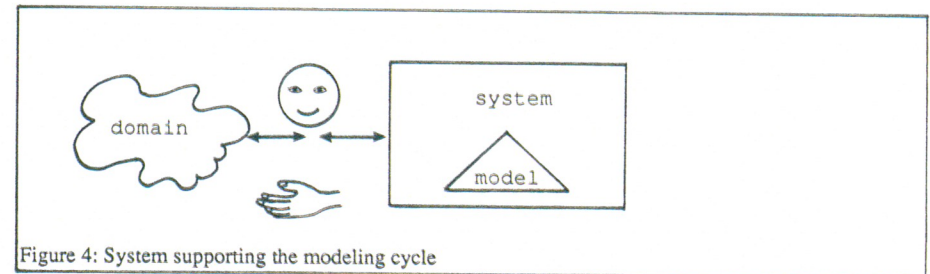 system
domain
model
Figure 4: System supporting the modeling cycle